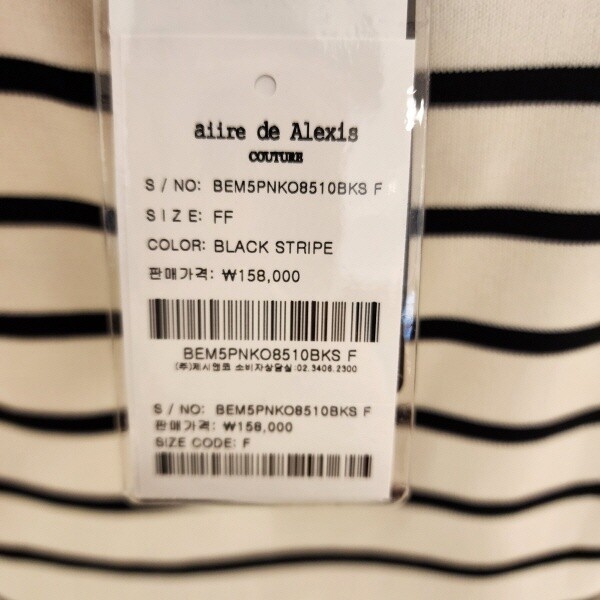 aiire de Alexis
COUTURE
S / NO: BEM5PNKO8510BKS F
SIZE: FF
COLOR: BLACK STRIPE
판매가격: ₩158,000
BEM5PNKO8510BKS F
(주)제시앤코 소비자상담실:02.3406.2300
S / NO: BEM5PNKO8510BKS F
판매가격: ₩158,000
SIZE CODE: F